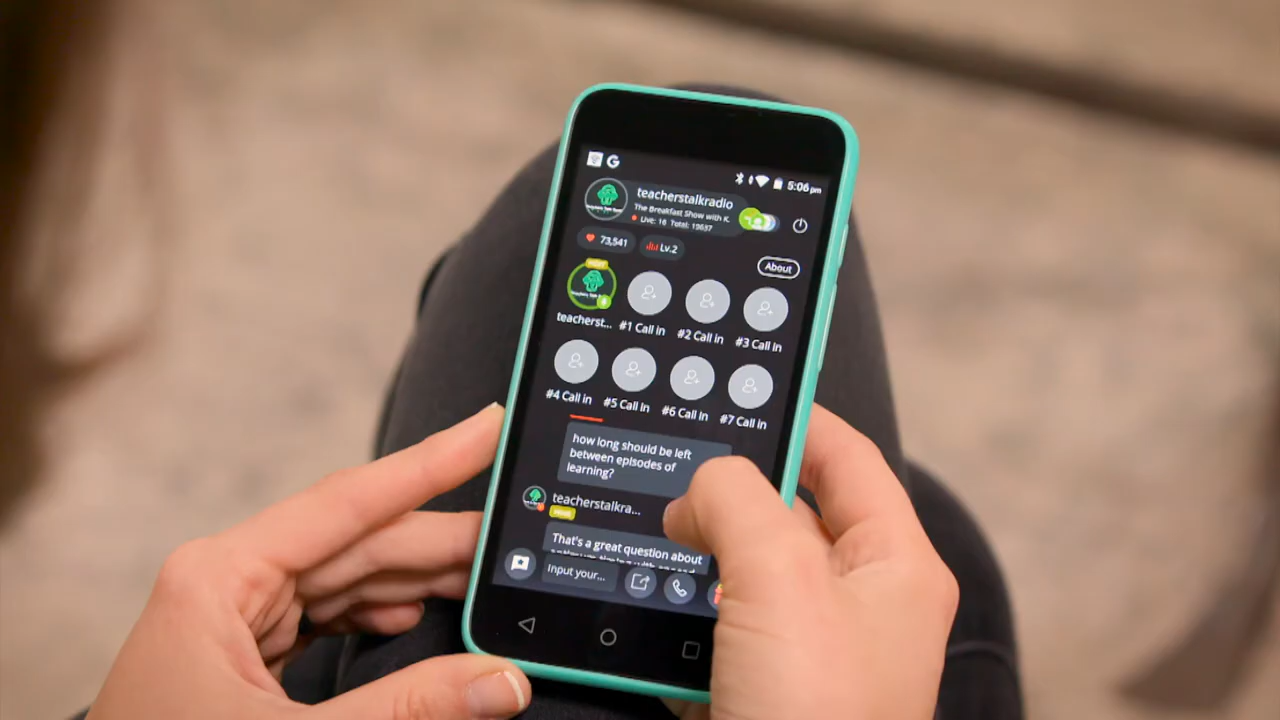 5:06 pm
teacherstalkradio
The Breakfast Show with K.
Live: 16 Total: 19637
73,541
Lv.2
About
HOST
teacherst...
#1 Call in
#2 Call in
#3 Call in
#4 Call in
#5 Call in
#6 Call in
#7 Call in
how long should be left
between episodes of
learning?
teacherstalkra...
That's a great question about
Input your...